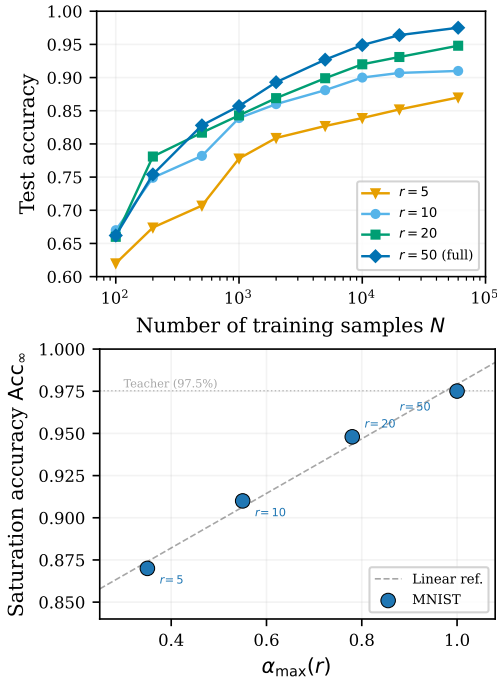 1.00
0.95
0.90
0.85
0.80
0.75
0.70
0.65
0.60
Test accuracy
r = 5
r = 10
r = 20
r = 50 (full)
10²
10³
10⁴
10⁵
Number of training samples N
1.000
0.975
0.950
0.925
0.900
0.875
0.850
Saturation accuracy Acc∞
Teacher (97.5%)
r = 50
r = 20
r = 10
r = 5
Linear ref.
MNIST
0.4
0.6
0.8
1.0
αmax(r)